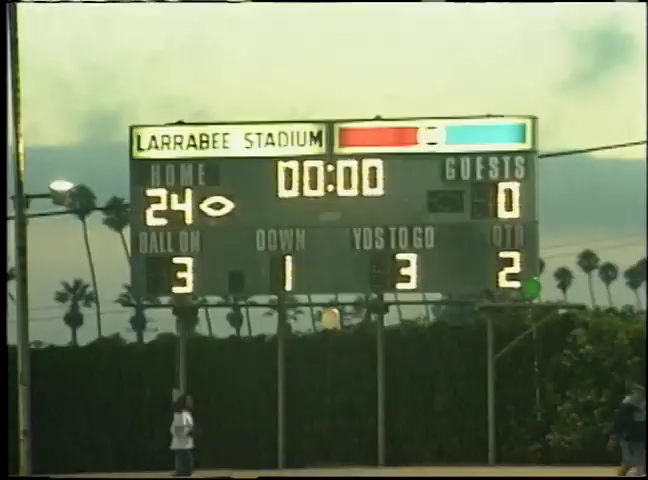 LARRABEE STADIUM
HOME 00:00 GUESTS
24 0
BALL ON DOWN YDS TO GO QTR
3 1 3 2